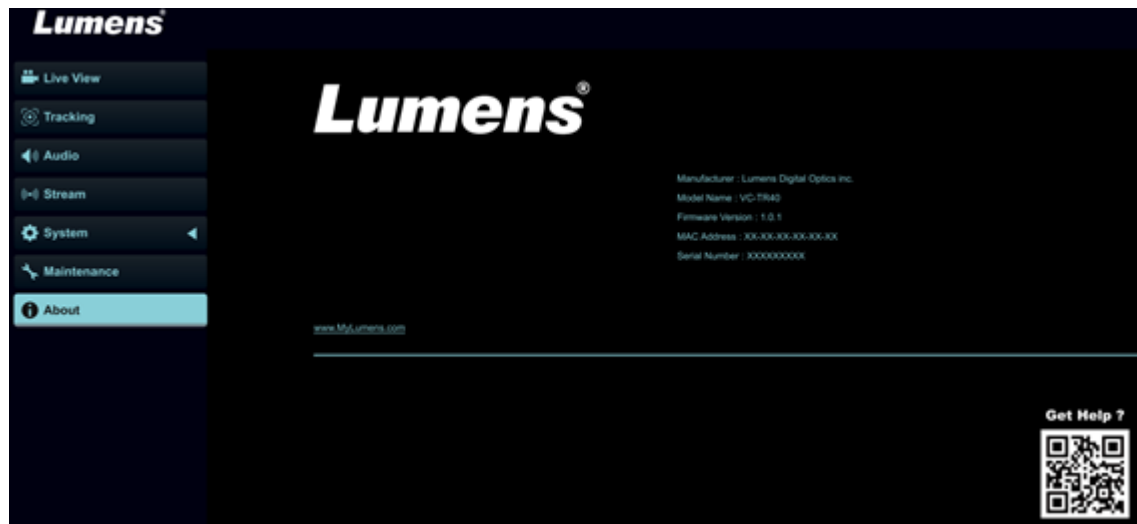 Lumens
Live View
Tracking
Audio
Stream
System
Maintenance
About
Lumens®
Manufacturer : Lumens Digital Optics inc.
Model Name : VC-TR40
Firmware Version : 1.0.1
MAC Address : XX-XX-XX-XX-XX-XX
Serial Number : XXXXXXXXX
www.MyLumens.com
Get Help ?